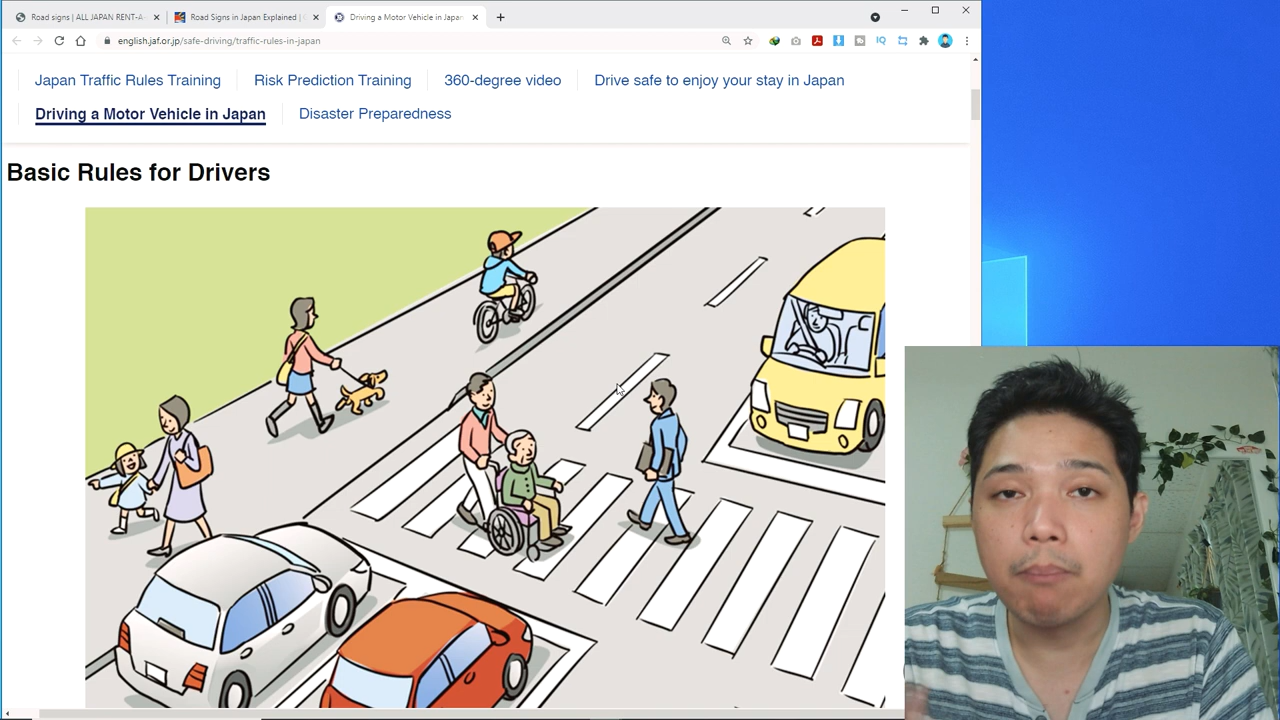 Road signs | ALL JAPAN RENT-A-
Road Signs in Japan Explained |
Driving a Motor Vehicle in Japan
english.jaf.or.jp/safe-driving/traffic-rules-in-japan
IQ
Japan Traffic Rules Training
Risk Prediction Training
360-degree video
Drive safe to enjoy your stay in Japan
Driving a Motor Vehicle in Japan
Disaster Preparedness
Basic Rules for Drivers